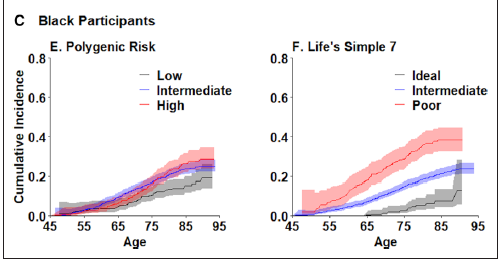 C Black Participants
E. Polygenic Risk
F. Life's Simple 7
Cumulative Incidence
0.8
0.6
0.4
0.2
0.0
Low
Intermediate
High
45 55 65 75 85 95
Age
0.8
0.6
0.4
0.2
0.0
Ideal
Intermediate
Poor
45 55 65 75 85 95
Age